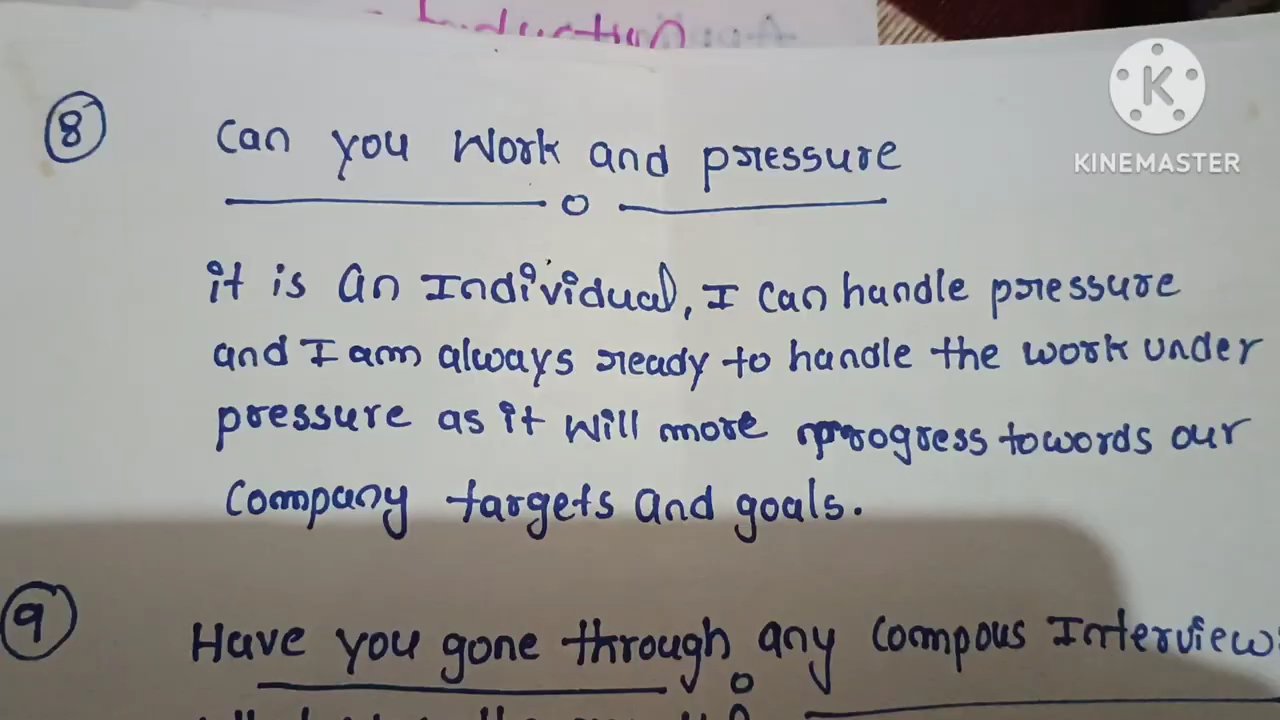 Induction
K
KINEMASTER
8 Can you Work and pressure
it is an Individual, I can handle pressure
and I am always ready to handle the work under
pressure as it will more progress towords our
Company targets and goals.
9 Have you gone through any Compous Interview